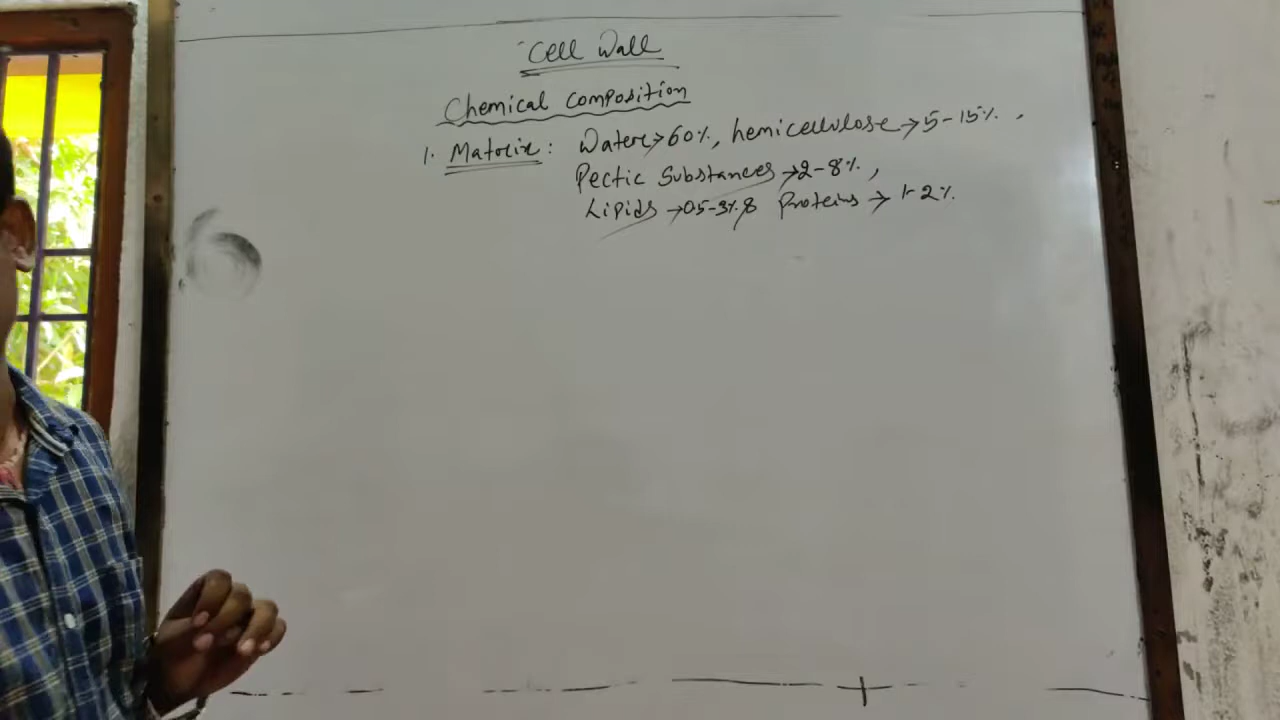 Cell Wall
Chemical Composition
1. Matrix: Water→60%, hemicellulose→5-15%,
Pectic Substances→2-8%,
Lipids→0.5-3% & Proteins→1-2%.